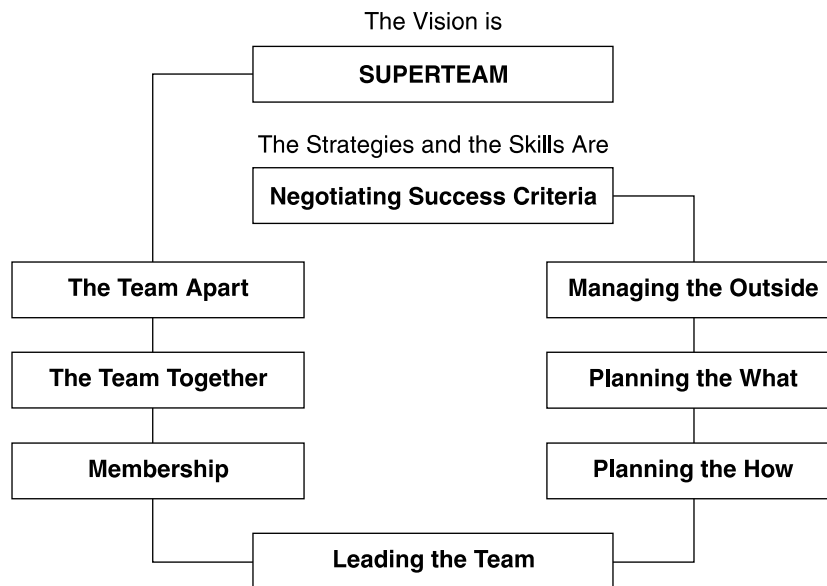 The Vision is
SUPERTEAM
The Strategies and the Skills Are
Negotiating Success Criteria
The Team Apart
Managing the Outside
The Team Together
Planning the What
Membership
Planning the How
Leading the Team